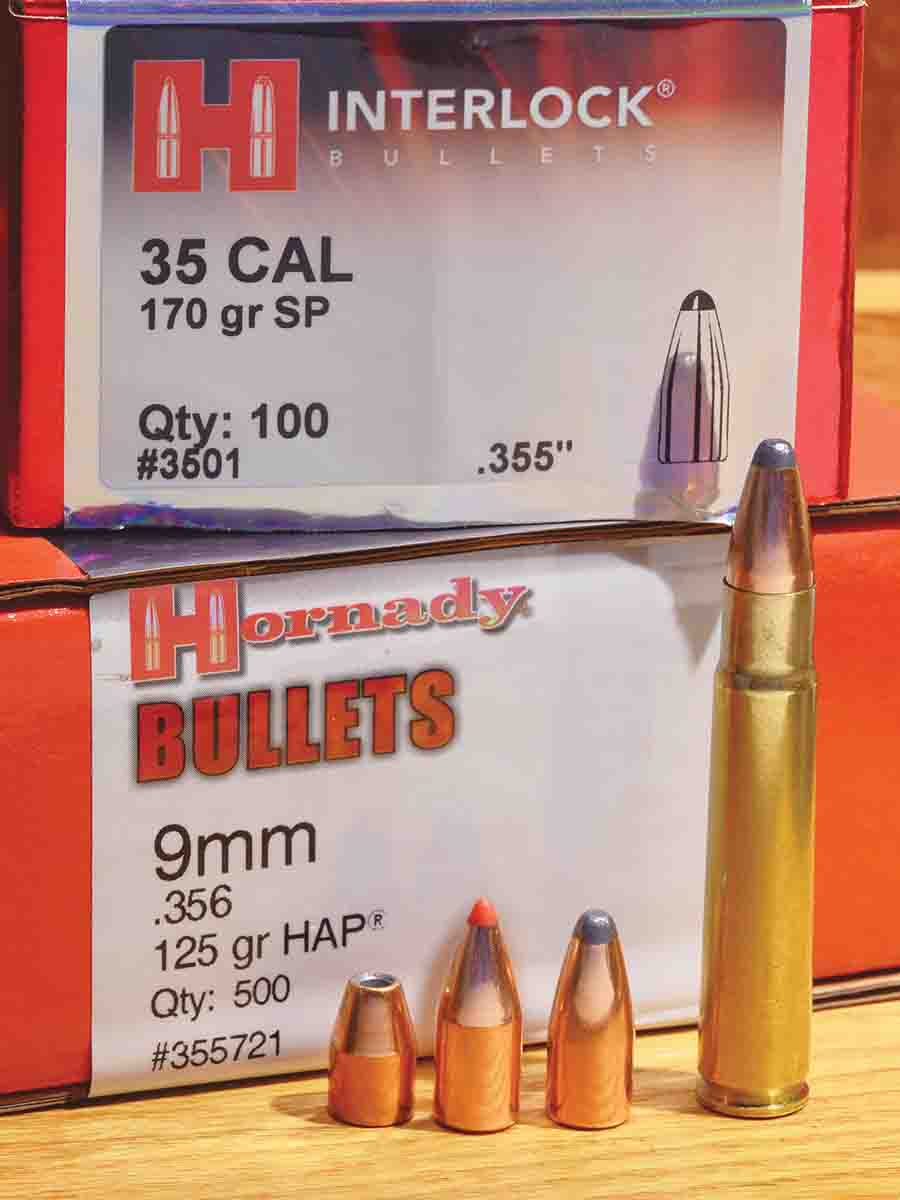 INTERLOCK®
BULLETS
35 CAL
170 gr SP
Qty: 100
#3501
.355"
Hornady
BULLETS
9mm
.356
125 gr HAP®
Qty: 500
#355721